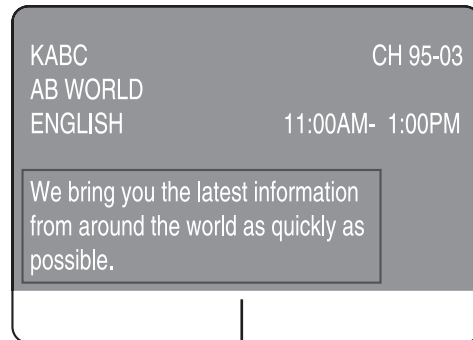 KABC CH 95-03
AB WORLD
ENGLISH 11:00AM- 1:00PM
We bring you the latest information
from around the world as quickly as
possible.